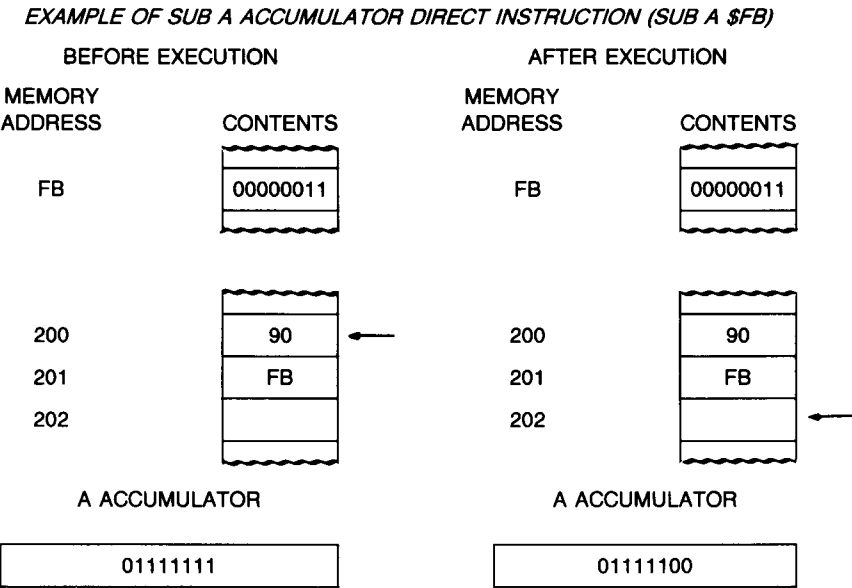 EXAMPLE OF SUB A ACCUMULATOR DIRECT INSTRUCTION (SUB A $FB)
BEFORE EXECUTION
MEMORY
ADDRESS
CONTENTS
FB
00000011
200
90
201
FB
202
A ACCUMULATOR
01111111
AFTER EXECUTION
MEMORY
ADDRESS
CONTENTS
FB
00000011
200
90
201
FB
202
A ACCUMULATOR
01111100